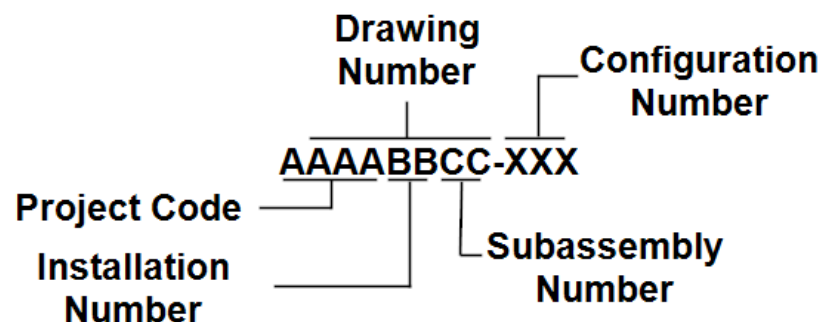 Drawing
Number
Configuration
Number
AAAABBCC-XXX
Project Code
Installation
Number
Subassembly
Number